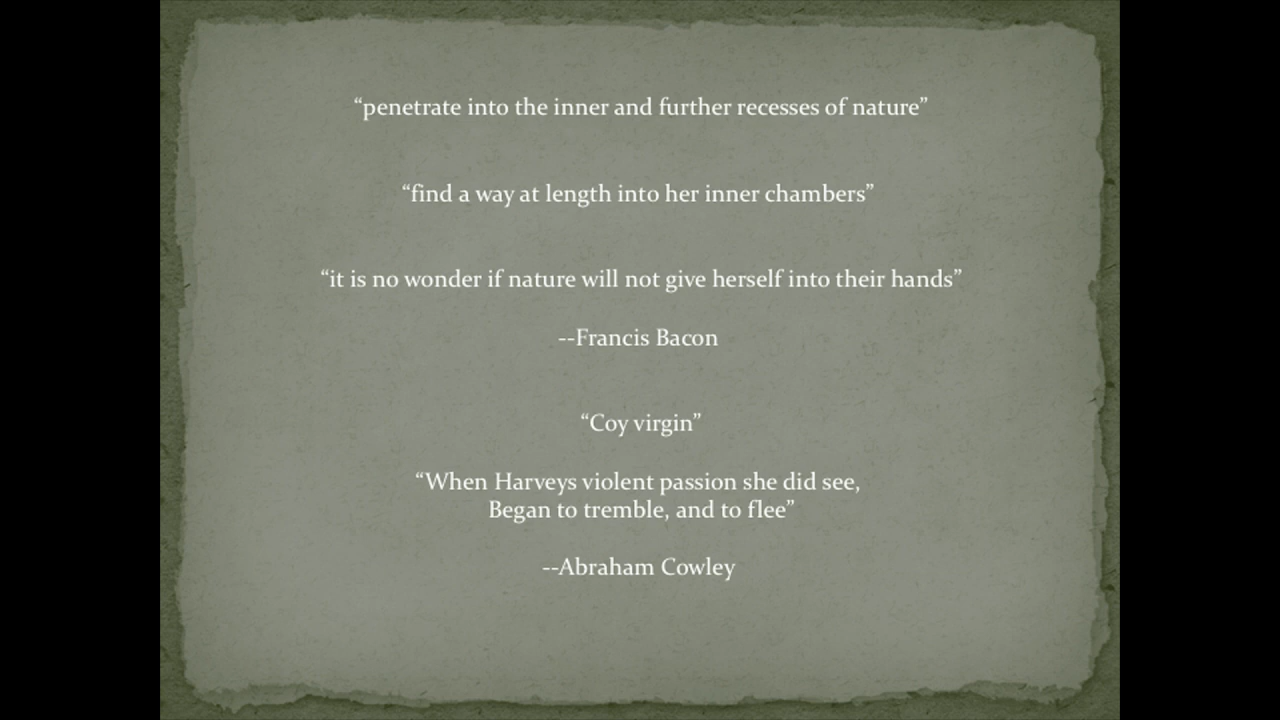 “penetrate into the inner and further recesses of nature”
“find a way at length into her inner chambers”
“it is no wonder if nature will not give herself into their hands”
--Francis Bacon
“Coy virgin”
“When Harveys violent passion she did see,
Began to tremble, and to flee”
--Abraham Cowley